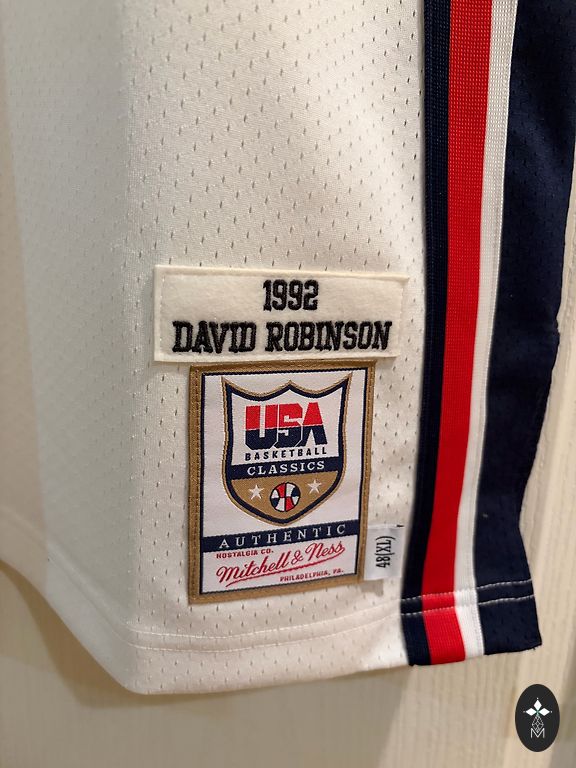 1992
DAVID ROBINSON
USA
BASKETBALL
CLASSICS
AUTHENTIC
NOSTALGIA CO.
Mitchell & Ness
PHILADELPHIA, PA.
48(XL)
M